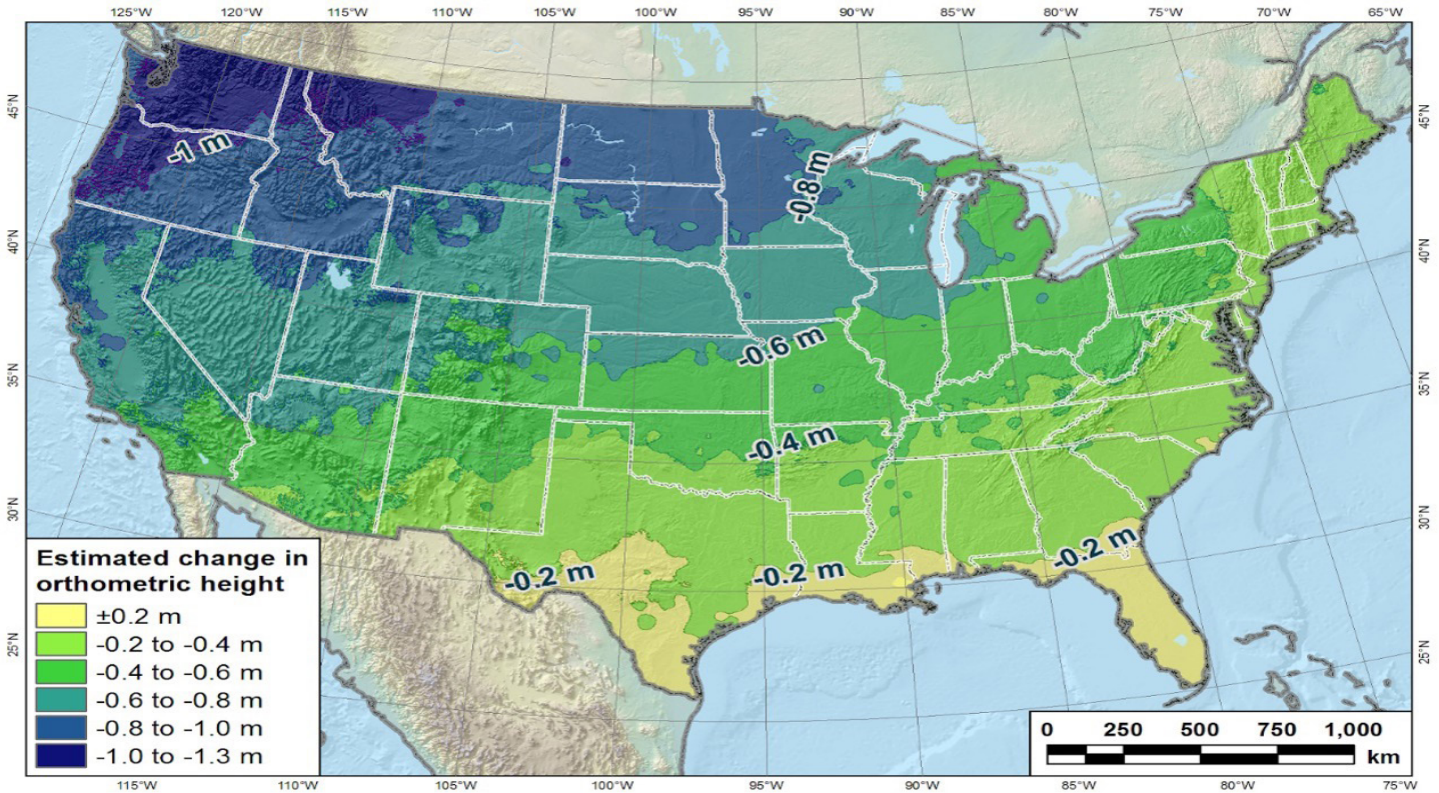 125°W 120°W 115°W 110°W 105°W 100°W 95°W 90°W 85°W 80°W 75°W 70°W 65°W
45°N
45°N
-1 m
-0.8 m
40°N
40°N
-0.6 m
35°N
35°N
-0.4 m
30°N
30°N
-0.2 m
-0.2 m
-0.2 m
25°N
25°N
Estimated change in
orthometric height
±0.2 m
-0.2 to -0.4 m
-0.4 to -0.6 m
-0.6 to -0.8 m
-0.8 to -1.0 m
-1.0 to -1.3 m
0 250 500 750 1,000
km
115°W 110°W 105°W 100°W 95°W 90°W 85°W 80°W 75°W